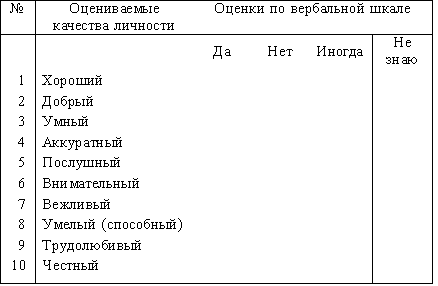 № Оцениваемые качества личности Оценки по вербальной шкале
Да Нет Иногда Не знаю
1 Хороший
2 Добрый
3 Умный
4 Аккуратный
5 Послушный
6 Внимательный
7 Вежливый
8 Умелый (способный)
9 Трудолюбивый
10 Честный